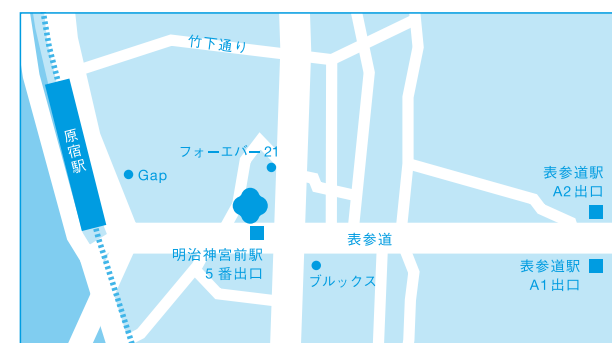 竹下通り
原宿駅
フォーエバー21
Gap
表参道駅
A2出口
表参道
明治神宮前駅
5番出口
ブルックス
表参道駅
A1出口